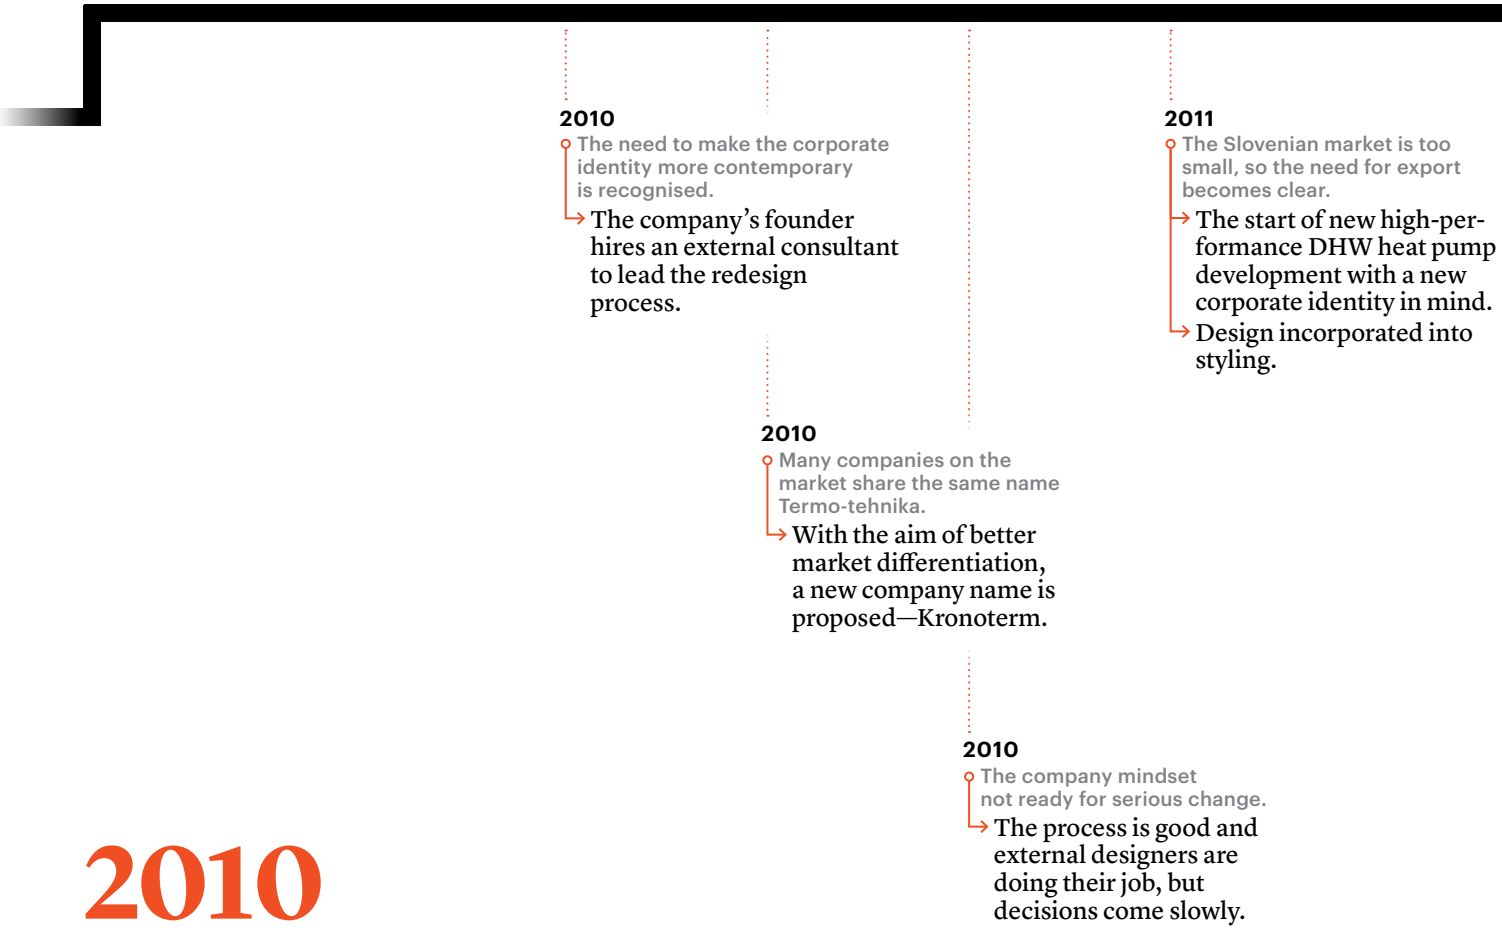 2010
The need to make the corporate
identity more contemporary
is recognised.
The company’s founder
hires an external consultant
to lead the redesign
process.
2010
Many companies on the
market share the same name
Termo-tehnika.
With the aim of better
market differentiation,
a new company name is
proposed—Kronoterm.
2010
The company mindset
not ready for serious change.
The process is good and
external designers are
doing their job, but
decisions come slowly.
2011
The Slovenian market is too
small, so the need for export
becomes clear.
The start of new high-per-
formance DHW heat pump
development with a new
corporate identity in mind.
Design incorporated into
styling.
2010